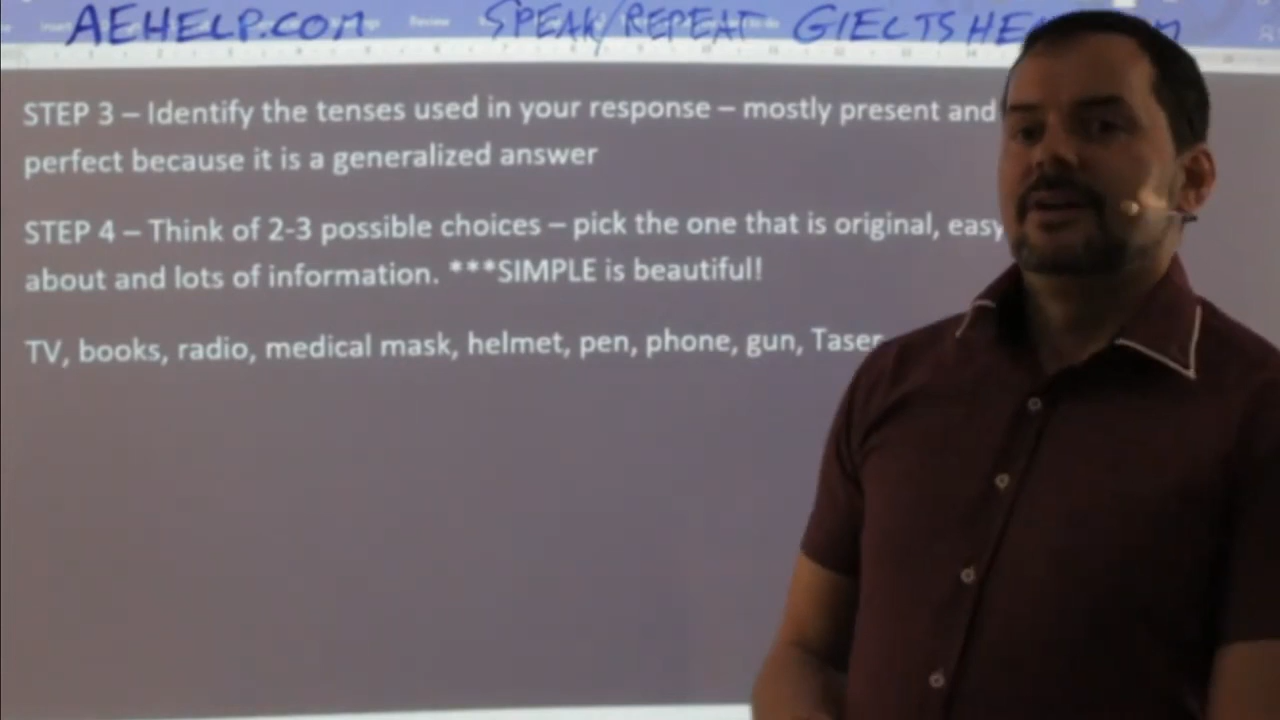 AEHELP.COM SPEAK/REPEAT GIELTSHE
Review
STEP 3 – Identify the tenses used in your response – mostly present and
perfect because it is a generalized answer
STEP 4 – Think of 2-3 possible choices – pick the one that is original, easy
about and lots of information. ***SIMPLE is beautiful!
TV, books, radio, medical mask, helmet, pen, phone, gun, Taser